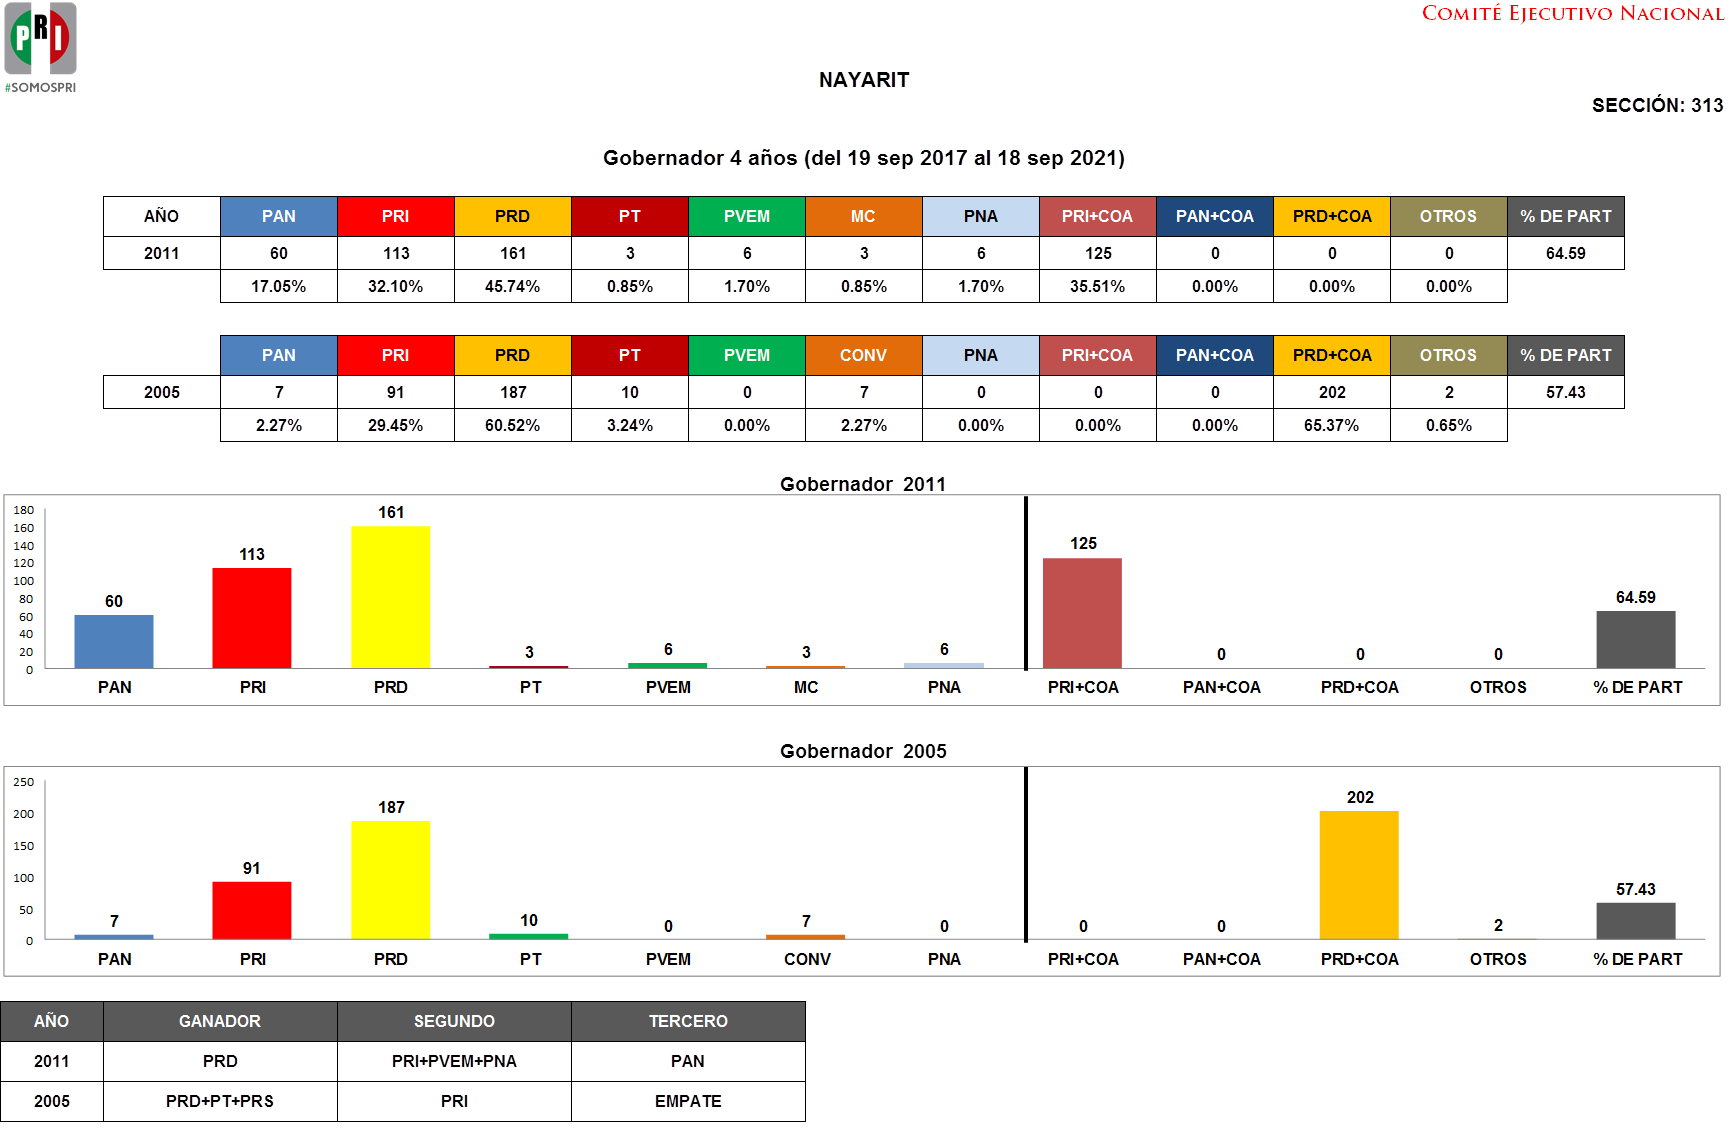 PRI
#SOMOSPRI
COMITÉ EJECUTIVO NACIONAL
NAYARIT
SECCIÓN: 313
Gobernador 4 años (del 19 sep 2017 al 18 sep 2021)
AÑO PAN PRI PRD PT PVEM MC PNA PRI+COA PAN+COA PRD+COA OTROS % DE PART
2011 60 113 161 3 6 3 6 125 0 0 0 64.59
17.05% 32.10% 45.74% 0.85% 1.70% 0.85% 1.70% 35.51% 0.00% 0.00% 0.00%
PAN PRI PRD PT PVEM CONV PNA PRI+COA PAN+COA PRD+COA OTROS % DE PART
2005 7 91 187 10 0 7 0 0 0 202 2 57.43
2.27% 29.45% 60.52% 3.24% 0.00% 2.27% 0.00% 0.00% 0.00% 65.37% 0.65%
Gobernador 2011
180
160
140
120
100
80
60
40
20
0
60 113 161 3 6 3 6 125 0 0 0 64.59
PAN PRI PRD PT PVEM MC PNA PRI+COA PAN+COA PRD+COA OTROS % DE PART
Gobernador 2005
250
200
150
100
50
0
7 91 187 10 0 7 0 0 0 202 2 57.43
PAN PRI PRD PT PVEM CONV PNA PRI+COA PAN+COA PRD+COA OTROS % DE PART
AÑO GANADOR SEGUNDO TERCERO
2011 PRD PRI+PVEM+PNA PAN
2005 PRD+PT+PRS PRI EMPATE